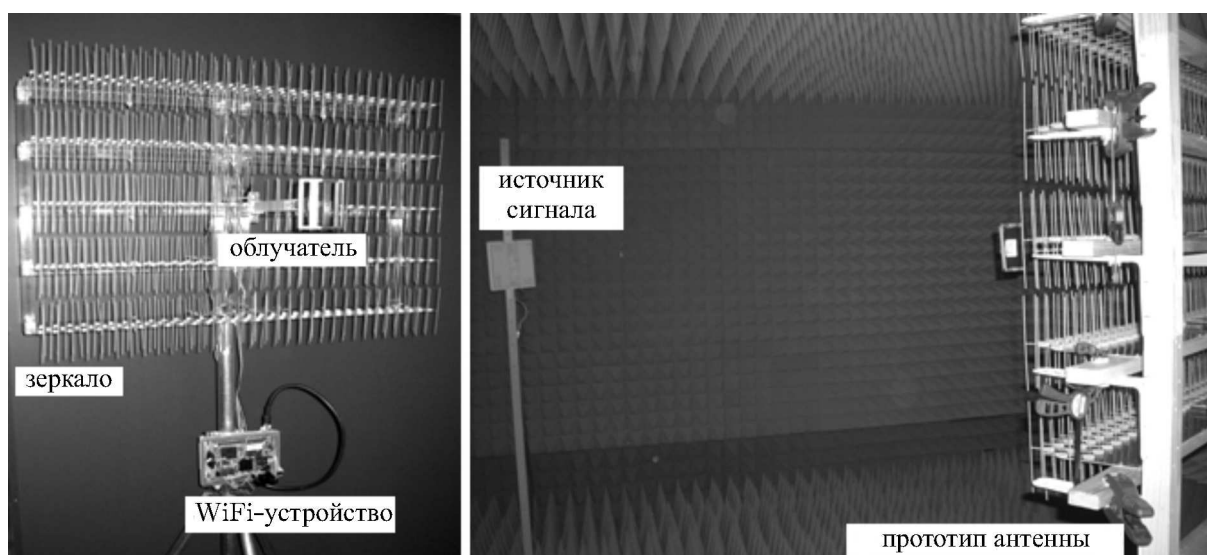 облучатель
зеркало
WiFi-устройство
источник
сигнала
прототип антенны